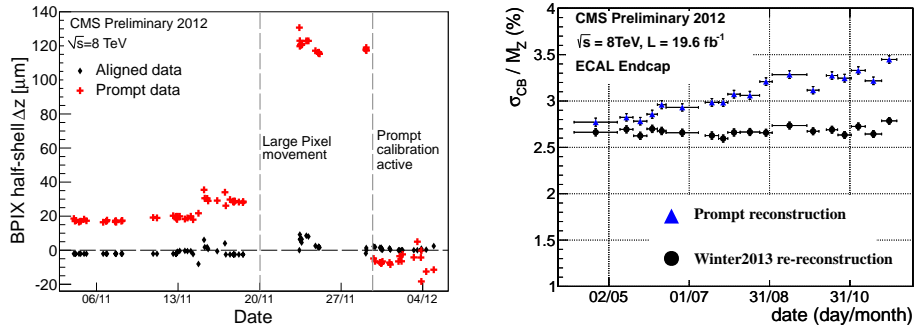 CMS Preliminary 2012
√s=8 TeV
Aligned data
Prompt data
Large Pixel
movement
Prompt
calibration
active
BPIX half-shell Δz [μm]
140
120
100
80
60
40
20
0
-20
06/11
13/11
20/11
27/11
04/12
Date
CMS Preliminary 2012
√s = 8TeV, L = 19.6 fb⁻¹
ECAL Endcap
σCB / MZ (%)
4
3.5
3
2.5
2
1.5
1
Prompt reconstruction
Winter2013 re-reconstruction
02/05
01/07
31/08
31/10
date (day/month)